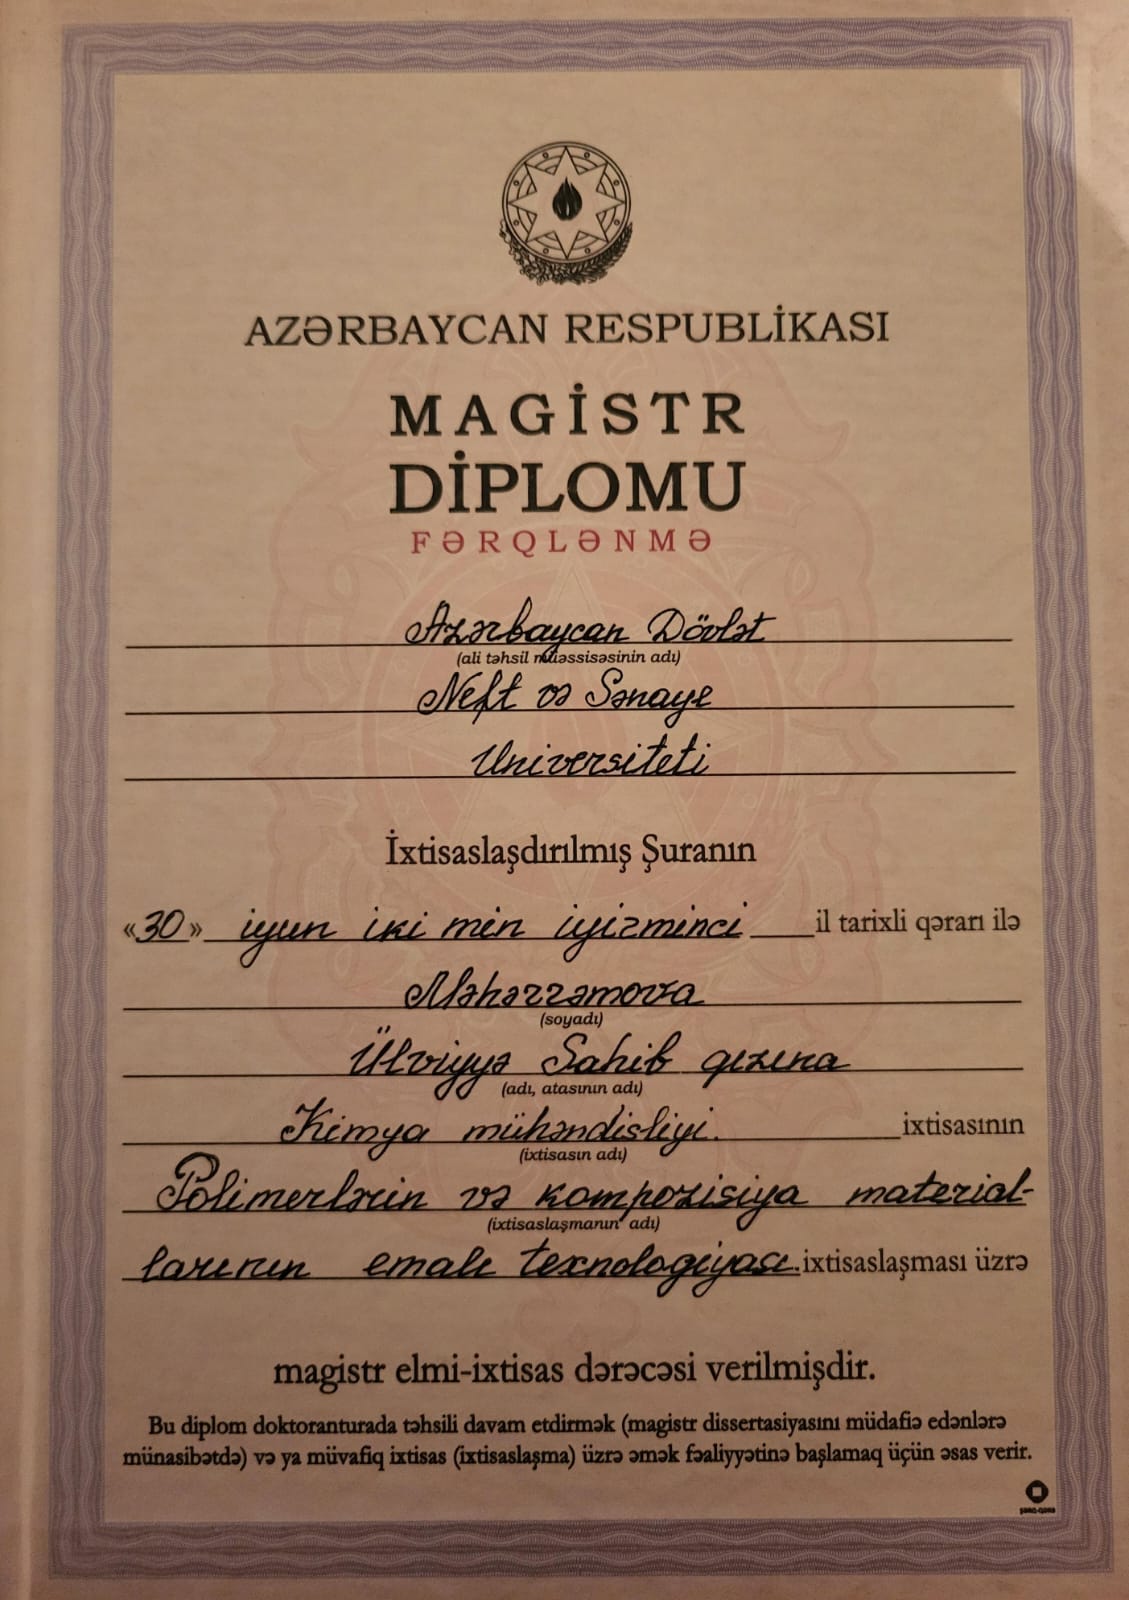 AZƏRBAYCAN RESPUBLİKASI
MAGİSTR
DİPLOMU
FƏRQLƏNMƏ
Azərbaycan Dövlət
(ali təhsil müəssisəsinin adı)
Neft və Sənaye
Universiteti
İxtisaslaşdırılmış Şuranın
«30» iyun iki min iyirminci il tarixli qərarı ilə
Məhərrəmova
(soyadı)
Ülviyyə Sahib qızına
(adı, atasının adı)
Kimya mühəndisliyi. ixtisasının
(ixtisasın adı)
Polimerlərin və kompozisiya material-
(ixtisaslaşmanın adı)
larının emalı texnologiyası. ixtisaslaşması üzrə
magistr elmi-ixtisas dərəcəsi verilmişdir.
Bu diplom doktoranturada təhsili davam etdirmək (magistr dissertasiyasını müdafiə edənlərə
münasibətdə) və ya müvafiq ixtisas (ixtisaslaşma) üzrə əmək fəaliyyətinə başlamaq üçün əsas verir.
ŞƏRQ-QƏRB